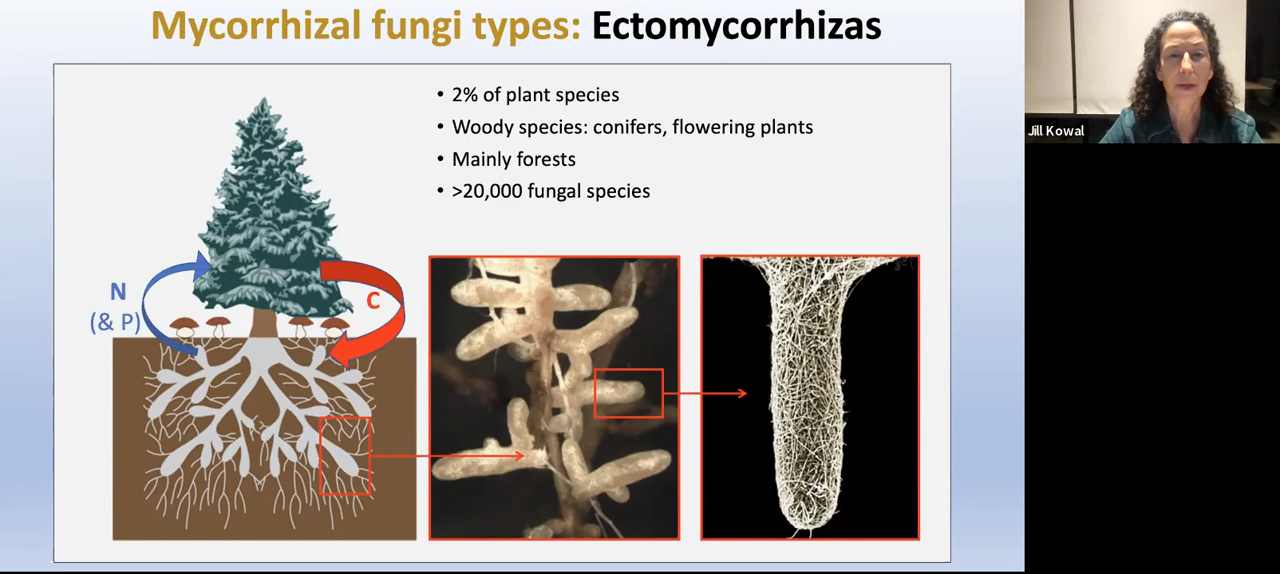 Mycorrhizal fungi types: Ectomycorrhizas
• 2% of plant species
• Woody species: conifers, flowering plants
• Mainly forests
• >20,000 fungal species
N
(& P)
C
Jill Kowal